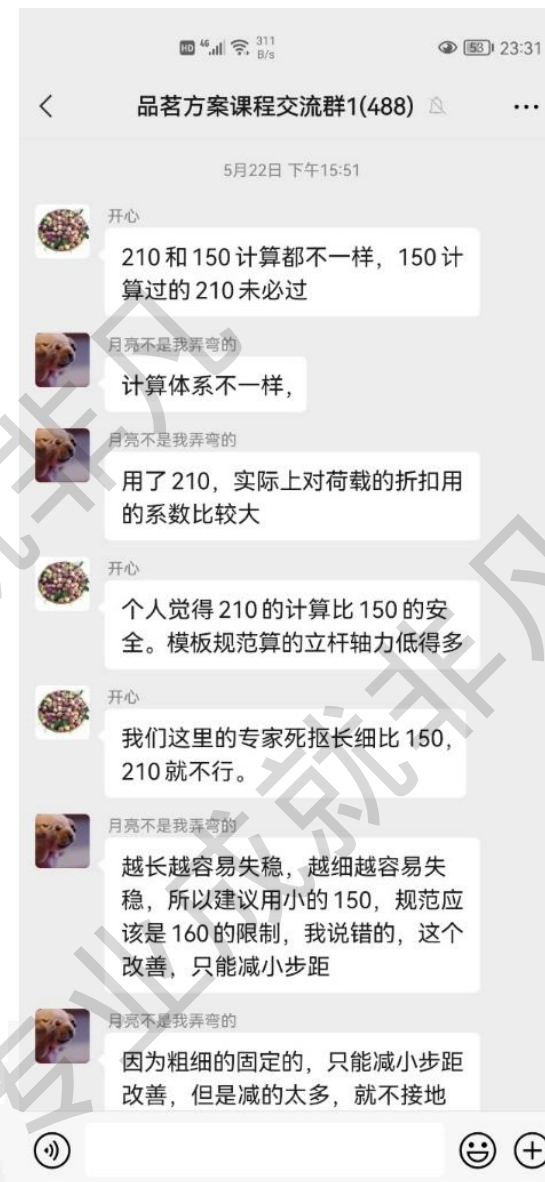 HD 46 311 B/s 53 23:31
品茗方案课程交流群1(488)
5月22日 下午15:51
开心
210和150计算都不一样，150计
算过的210未必过
月亮不是我弄弯的
计算体系不一样，
月亮不是我弄弯的
用了210，实际上对荷载的折扣用
的系数比较大
开心
个人觉得210的计算比150的安
全。模板规范算的立杆轴力低得多
开心
我们这里的专家死抠长细比150，
210就不行。
月亮不是我弄弯的
越长越容易失稳，越细越容易失
稳，所以建议用小的150，规范应
该是160的限制，我说错的，这个
改善，只能减小步距
月亮不是我弄弯的
因为粗细的固定的，只能减小步距
改善，但是减的太多，就不接地
专业成就非凡